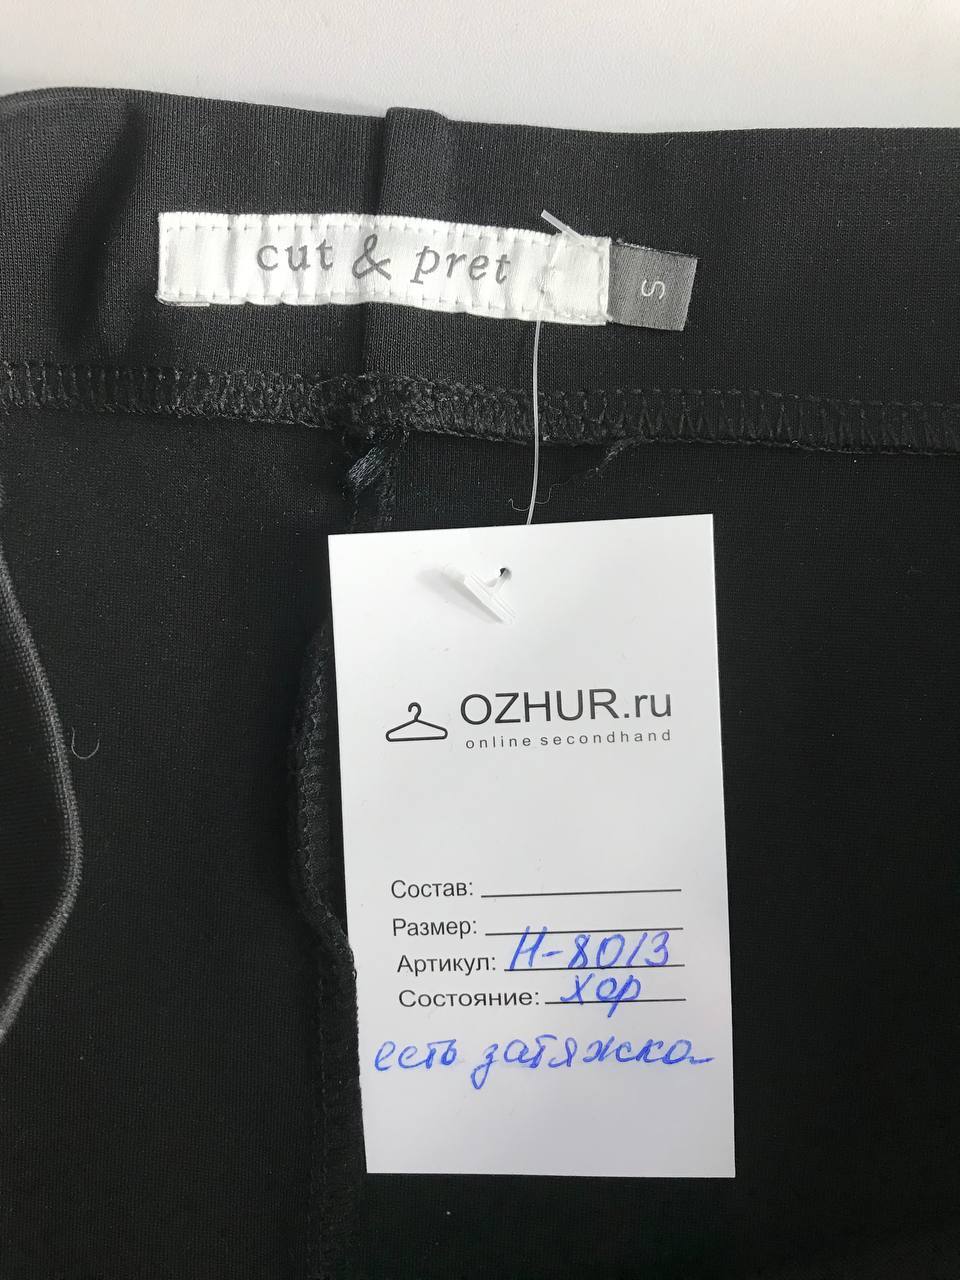 cut & pret
S
OZHUR.ru
online secondhand
Состав:
Размер:
Артикул: Н-8013
Состояние: хор
есть затяжка